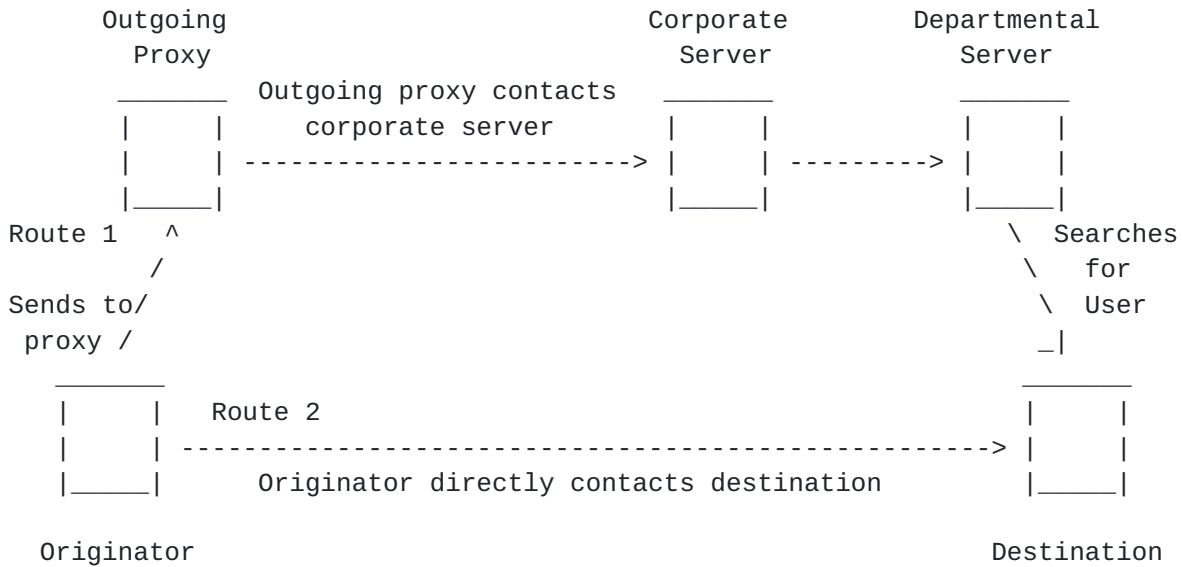 Outgoing Corporate Departmental
Proxy Server Server
Outgoing proxy contacts
corporate server
Route 1 Searches
for
Sends to User
proxy
Route 2
Originator directly contacts destination
Originator Destination